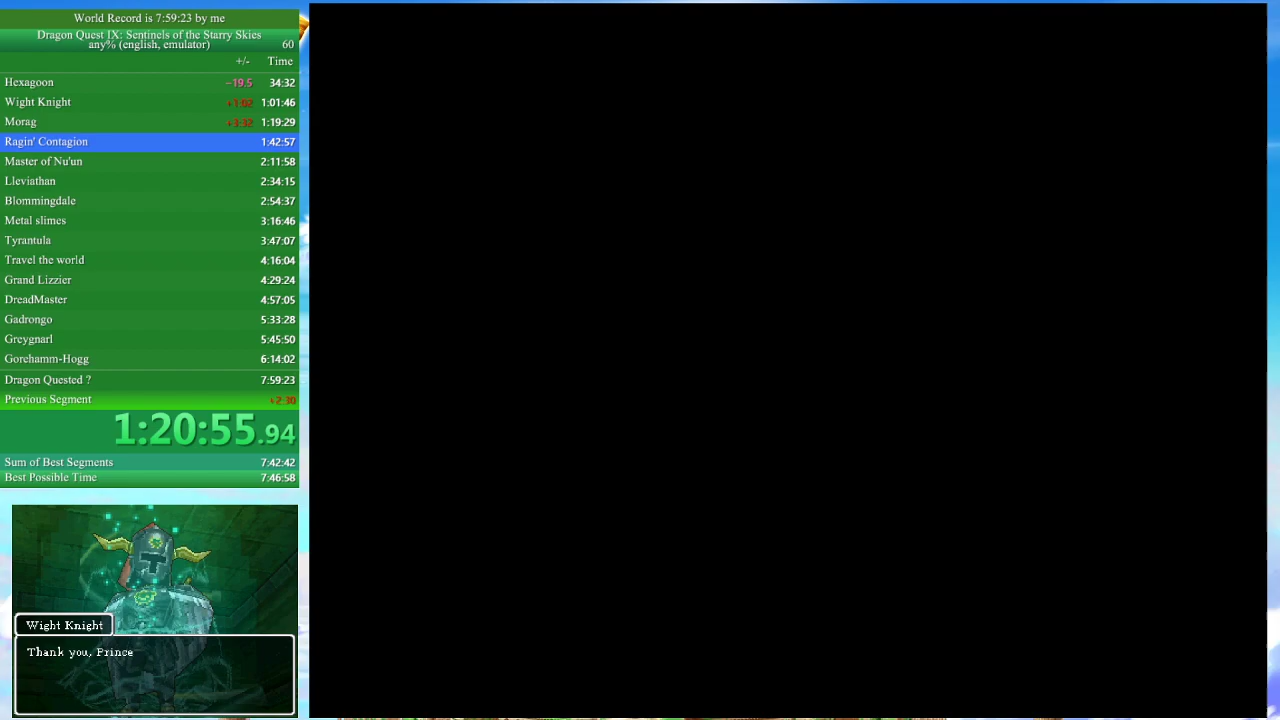 World Record is 7:59:23 by me
Dragon Quest IX: Sentinels of the Starry Skies
any% (english, emulator) 60
+/- Time
Hexagoon −19.5 34:32
Wight Knight +1:02 1:01:46
Morag +3:32 1:19:29
Ragin' Contagion 1:42:57
Master of Nu'un 2:11:58
Lleviathan 2:34:15
Blommingdale 2:54:37
Metal slimes 3:16:46
Tyrantula 3:47:07
Travel the world 4:16:04
Grand Lizzier 4:29:24
DreadMaster 4:57:05
Gadrongo 5:33:28
Greygnarl 5:45:50
Gorehamm-Hogg 6:14:02
Dragon Quested ? 7:59:23
Previous Segment +2:30
1:20:55.94
Sum of Best Segments 7:42:42
Best Possible Time 7:46:58
Wight Knight
Thank you, Prince